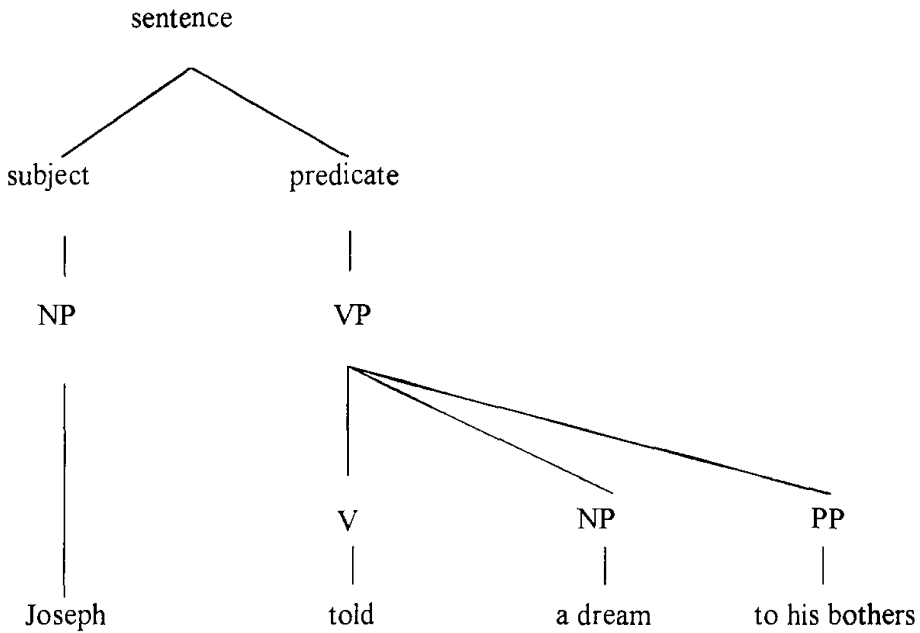 sentence
subject predicate
NP VP
V NP PP
Joseph told a dream to his bothers